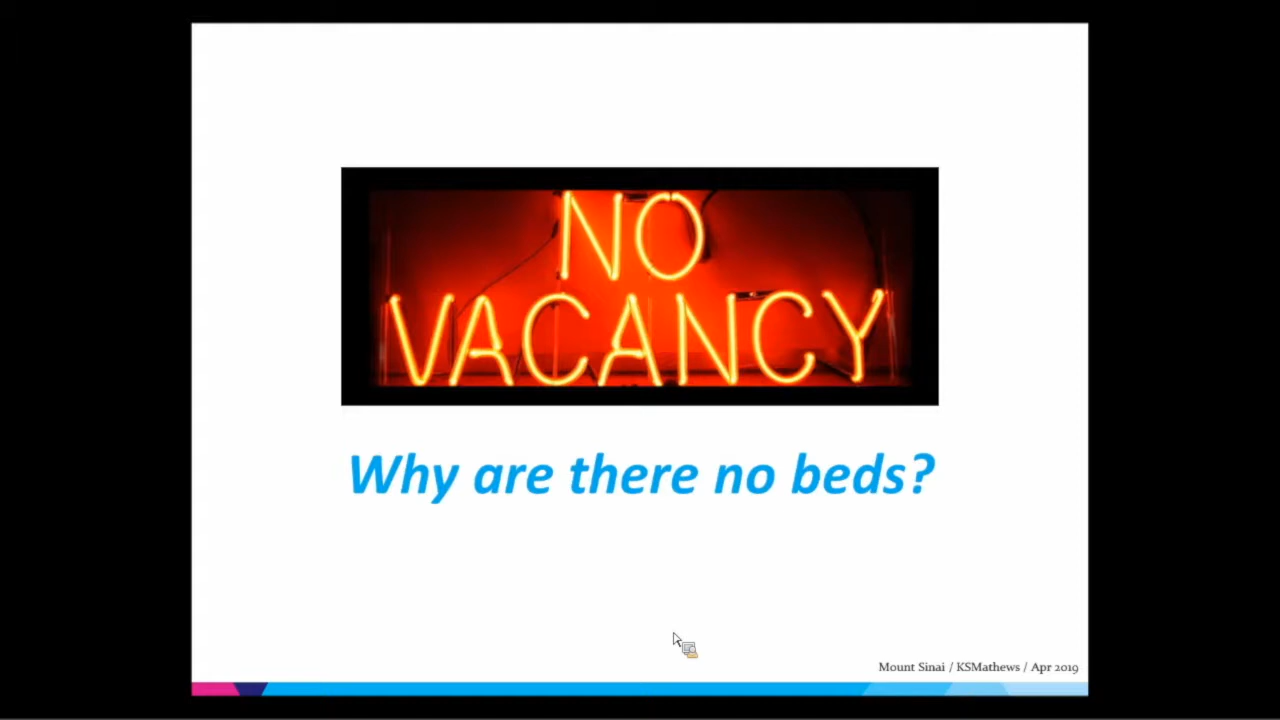 NO
VACANCY
Why are there no beds?
Mount Sinai / KSMathews / Apr 2019